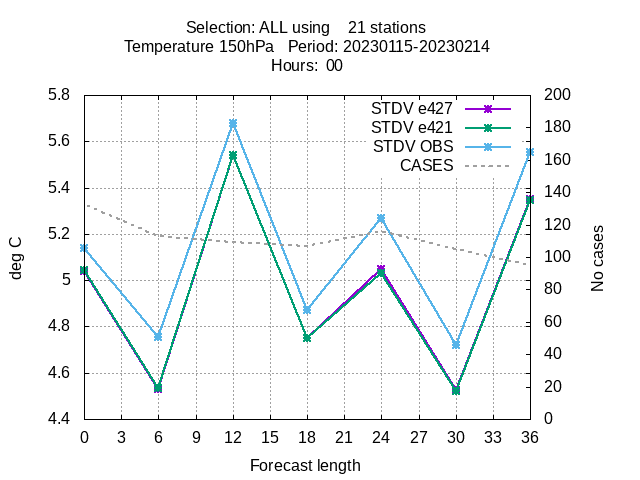 Selection: ALL using    21 stations
Temperature 150hPa   Period: 20230115-20230214
Hours:  00
5.8
5.6
5.4
5.2
5
4.8
4.6
4.4
deg C
STDV e427
STDV e421
STDV OBS
CASES
200
180
160
140
120
100
80
60
40
20
0
No cases
0 3 6 9 12 15 18 21 24 27 30 33 36
Forecast length